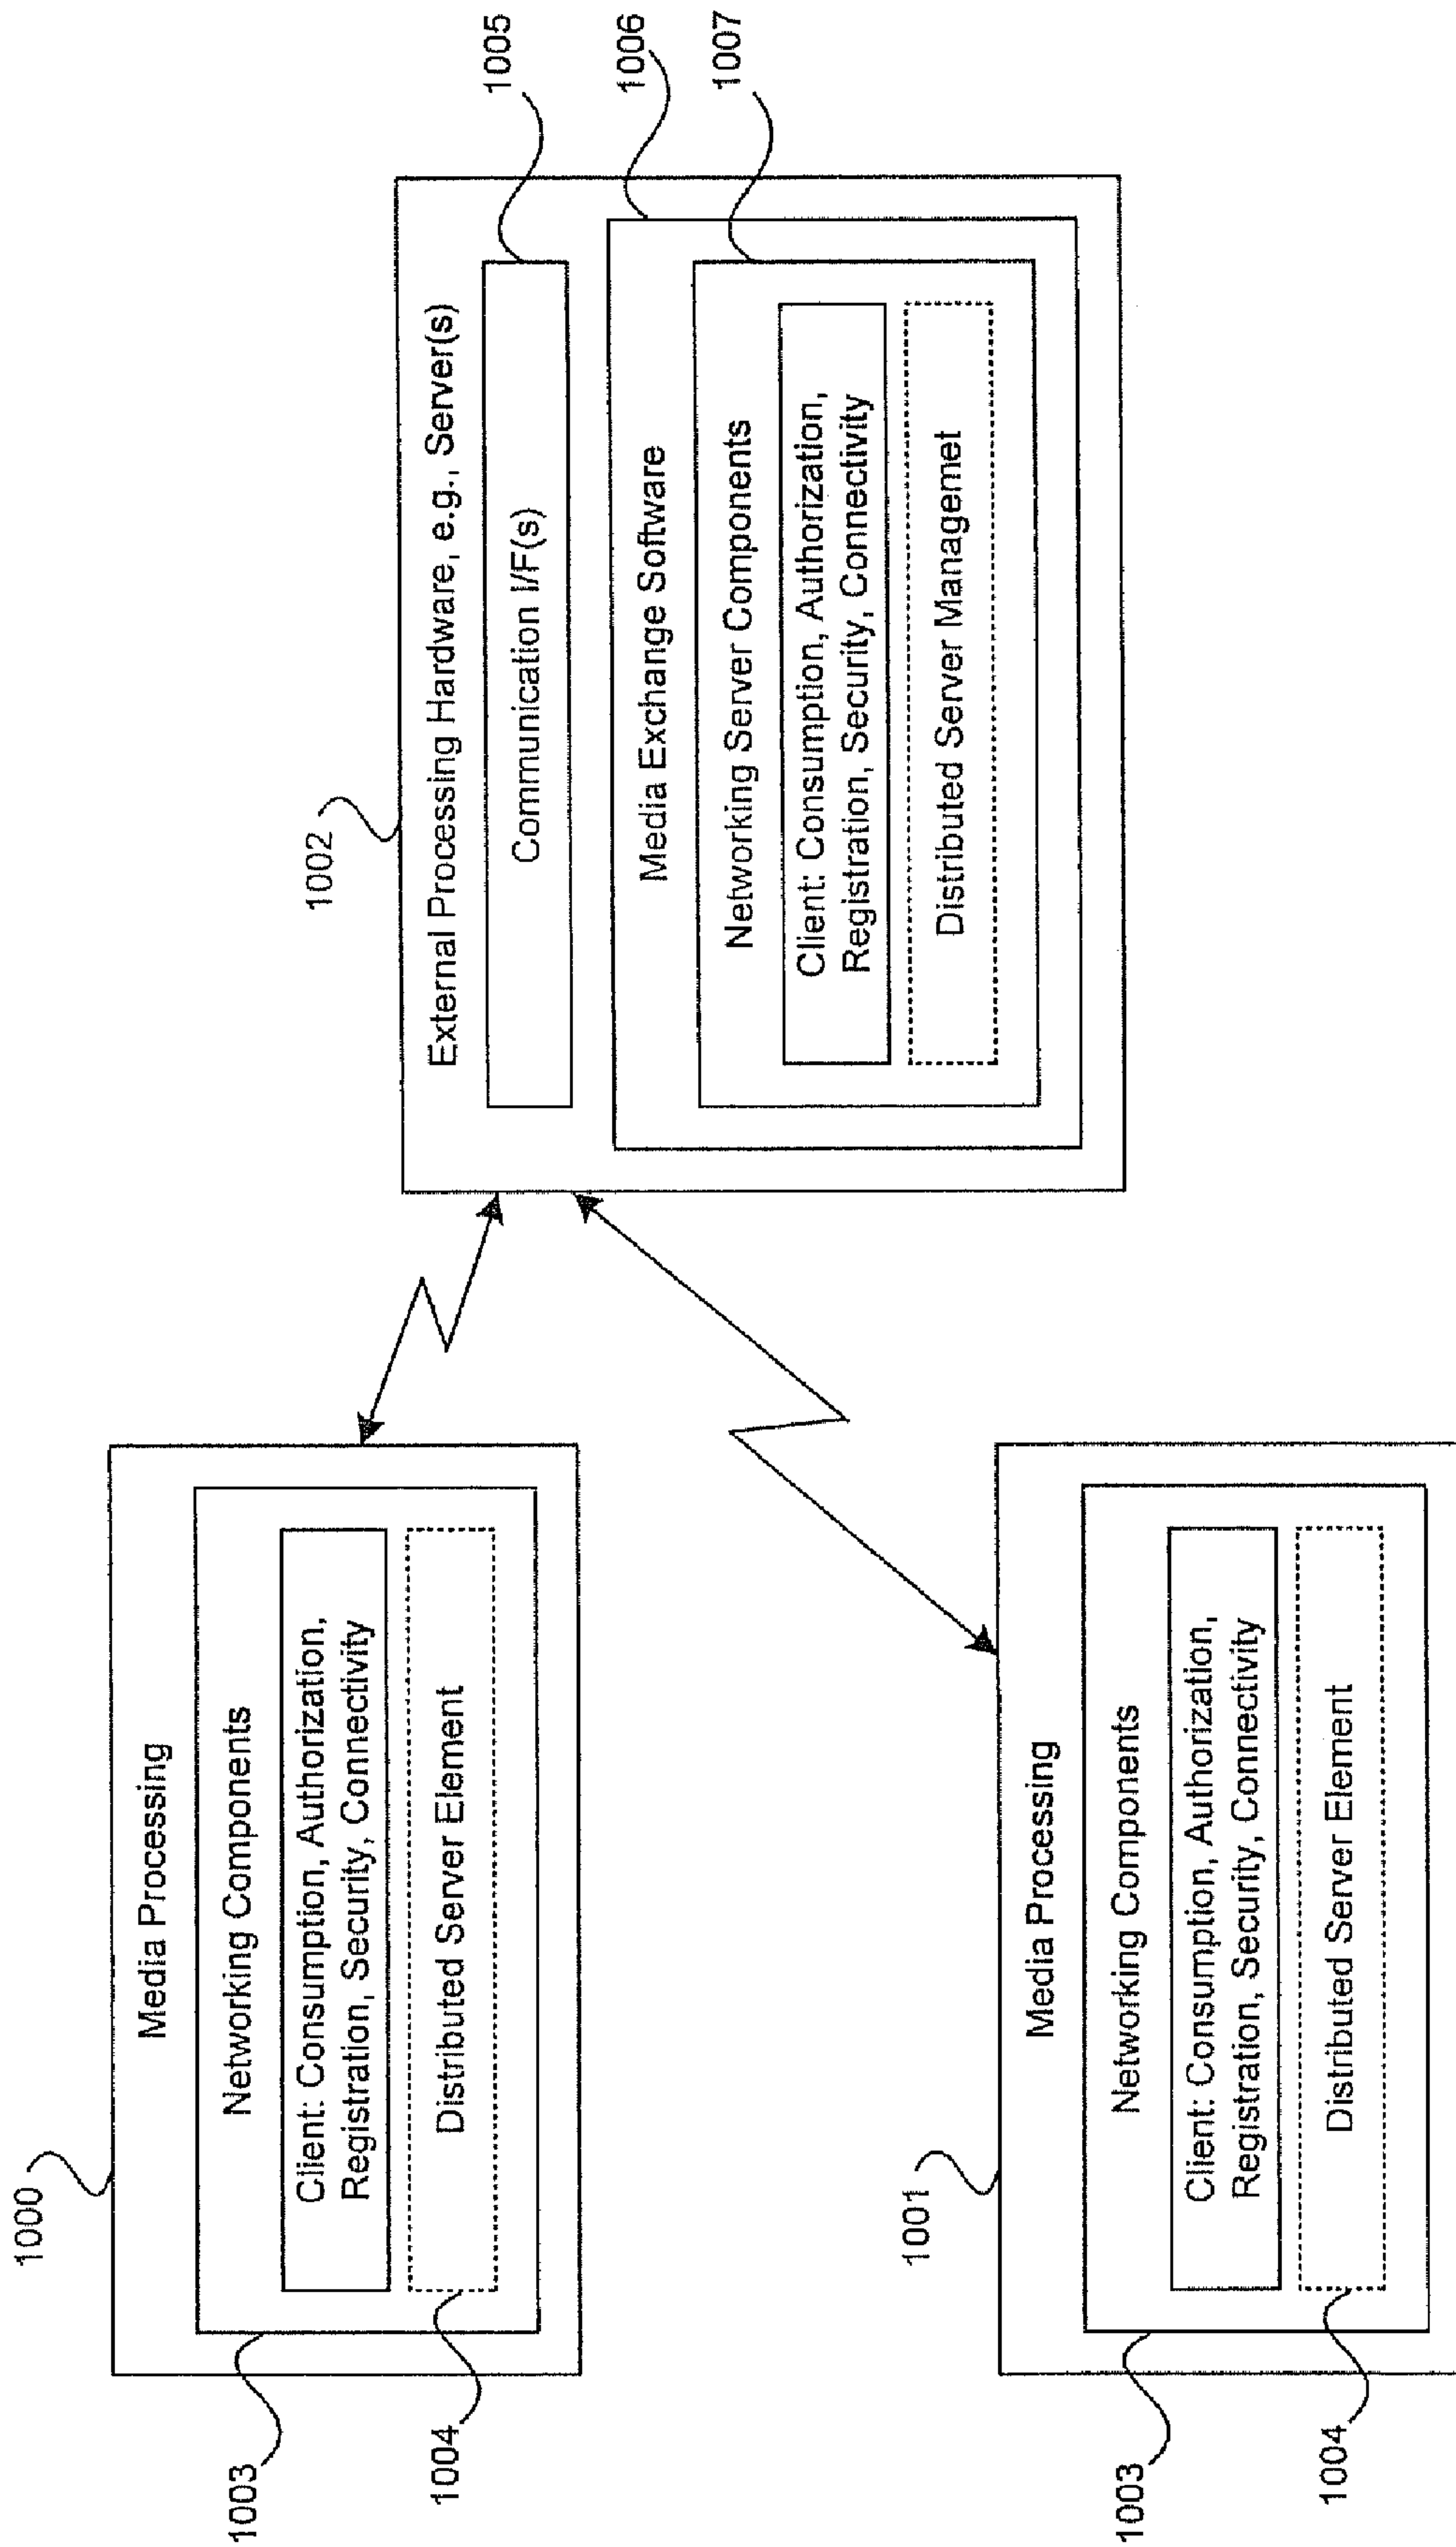 1000
Media Processing
Networking Components
Client: Consumption, Authorization,
Registration, Security, Connectivity
Distributed Server Element
1003
1004
1001
Media Processing
Networking Components
Client: Consumption, Authorization,
Registration, Security, Connectivity
Distributed Server Element
1003
1004
1002
External Processing Hardware, e.g., Server(s)
Communication I/F(s)
Media Exchange Software
Networking Server Components
Client: Consumption, Authorization,
Registration, Security, Connectivity
Distributed Server Managemet
1005
1006
1007